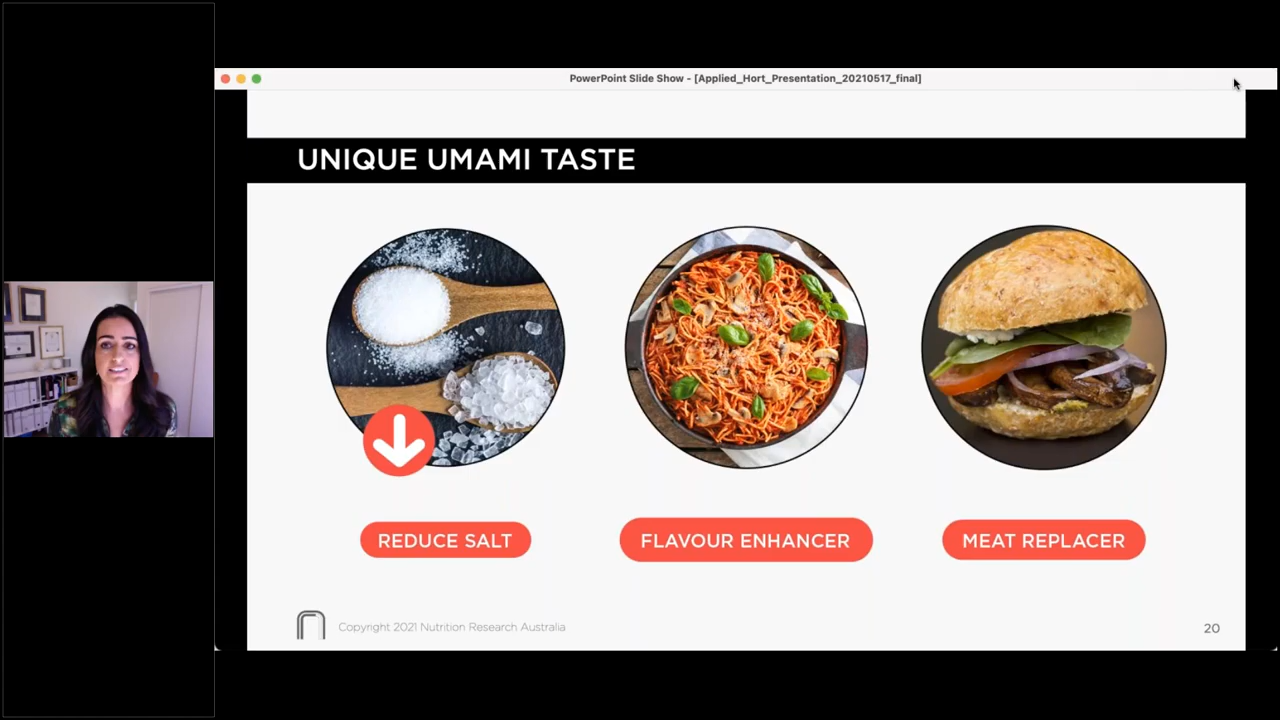 PowerPoint Slide Show - [Applied_Hort_Presentation_20210517_final]
UNIQUE UMAMI TASTE
REDUCE SALT
FLAVOUR ENHANCER
MEAT REPLACER
Copyright 2021 Nutrition Research Australia
20